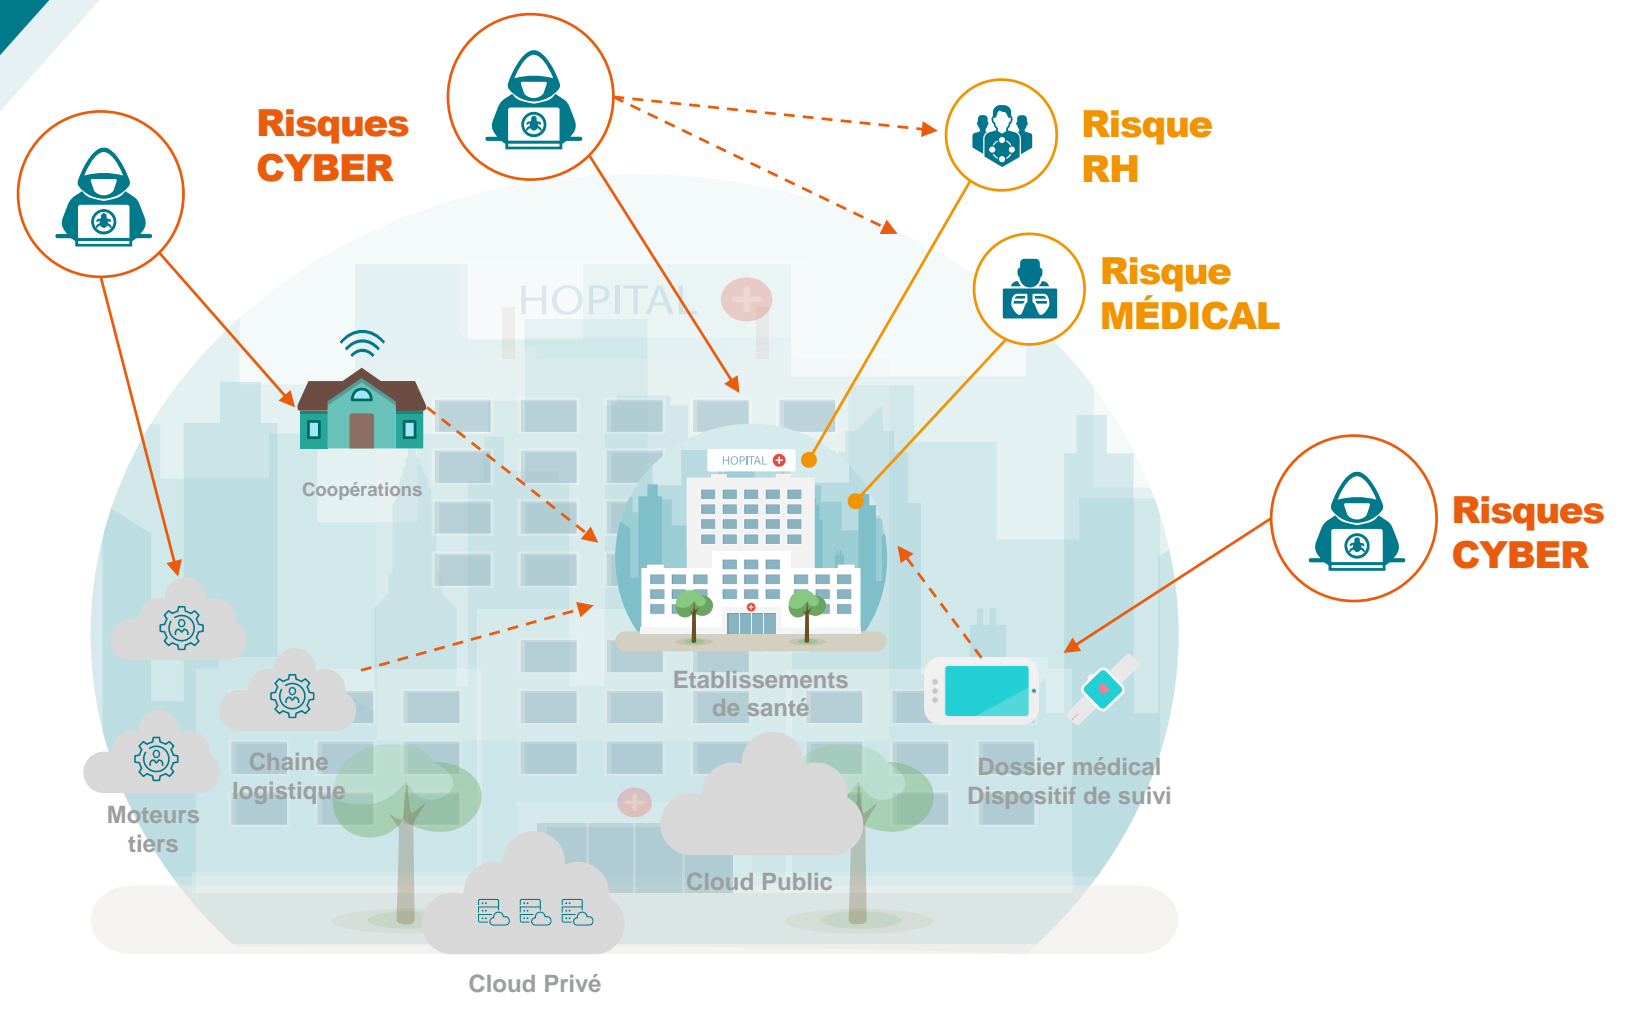 Risques
CYBER
Risque
RH
Risque
MÉDICAL
HOPITAL
HOPITAL
Coopérations
Risques
CYBER
Etablissements
de santé
Chaine
logistique
Moteurs
tiers
Dossier médical
Dispositif de suivi
Cloud Public
Cloud Privé